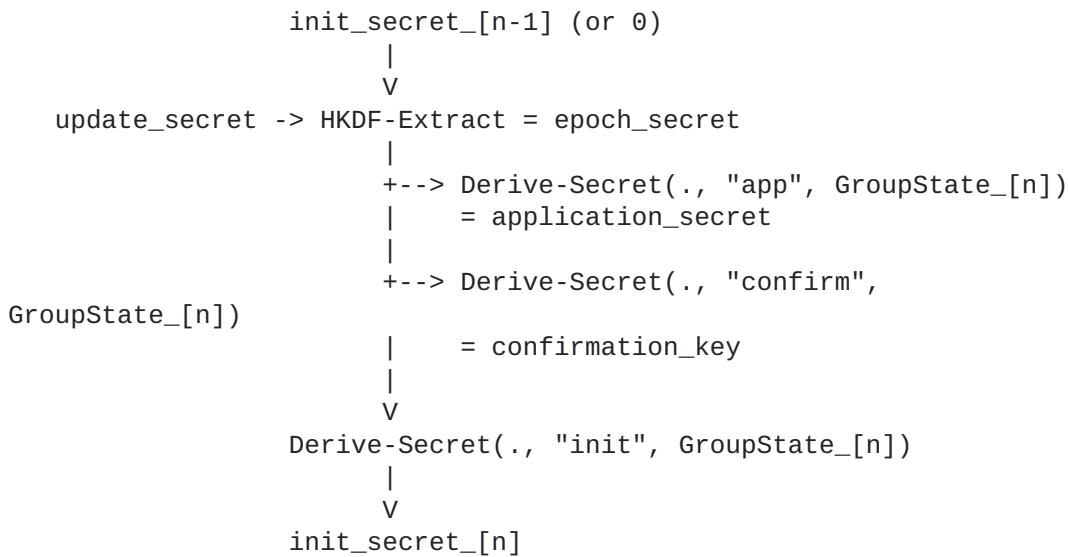 init_secret_[n-1] (or 0)
|
V
update_secret -> HKDF-Extract = epoch_secret
|
+--> Derive-Secret(., "app", GroupState_[n])
|    = application_secret
|
+--> Derive-Secret(., "confirm",
GroupState_[n])
|    = confirmation_key
|
V
Derive-Secret(., "init", GroupState_[n])
|
V
init_secret_[n]